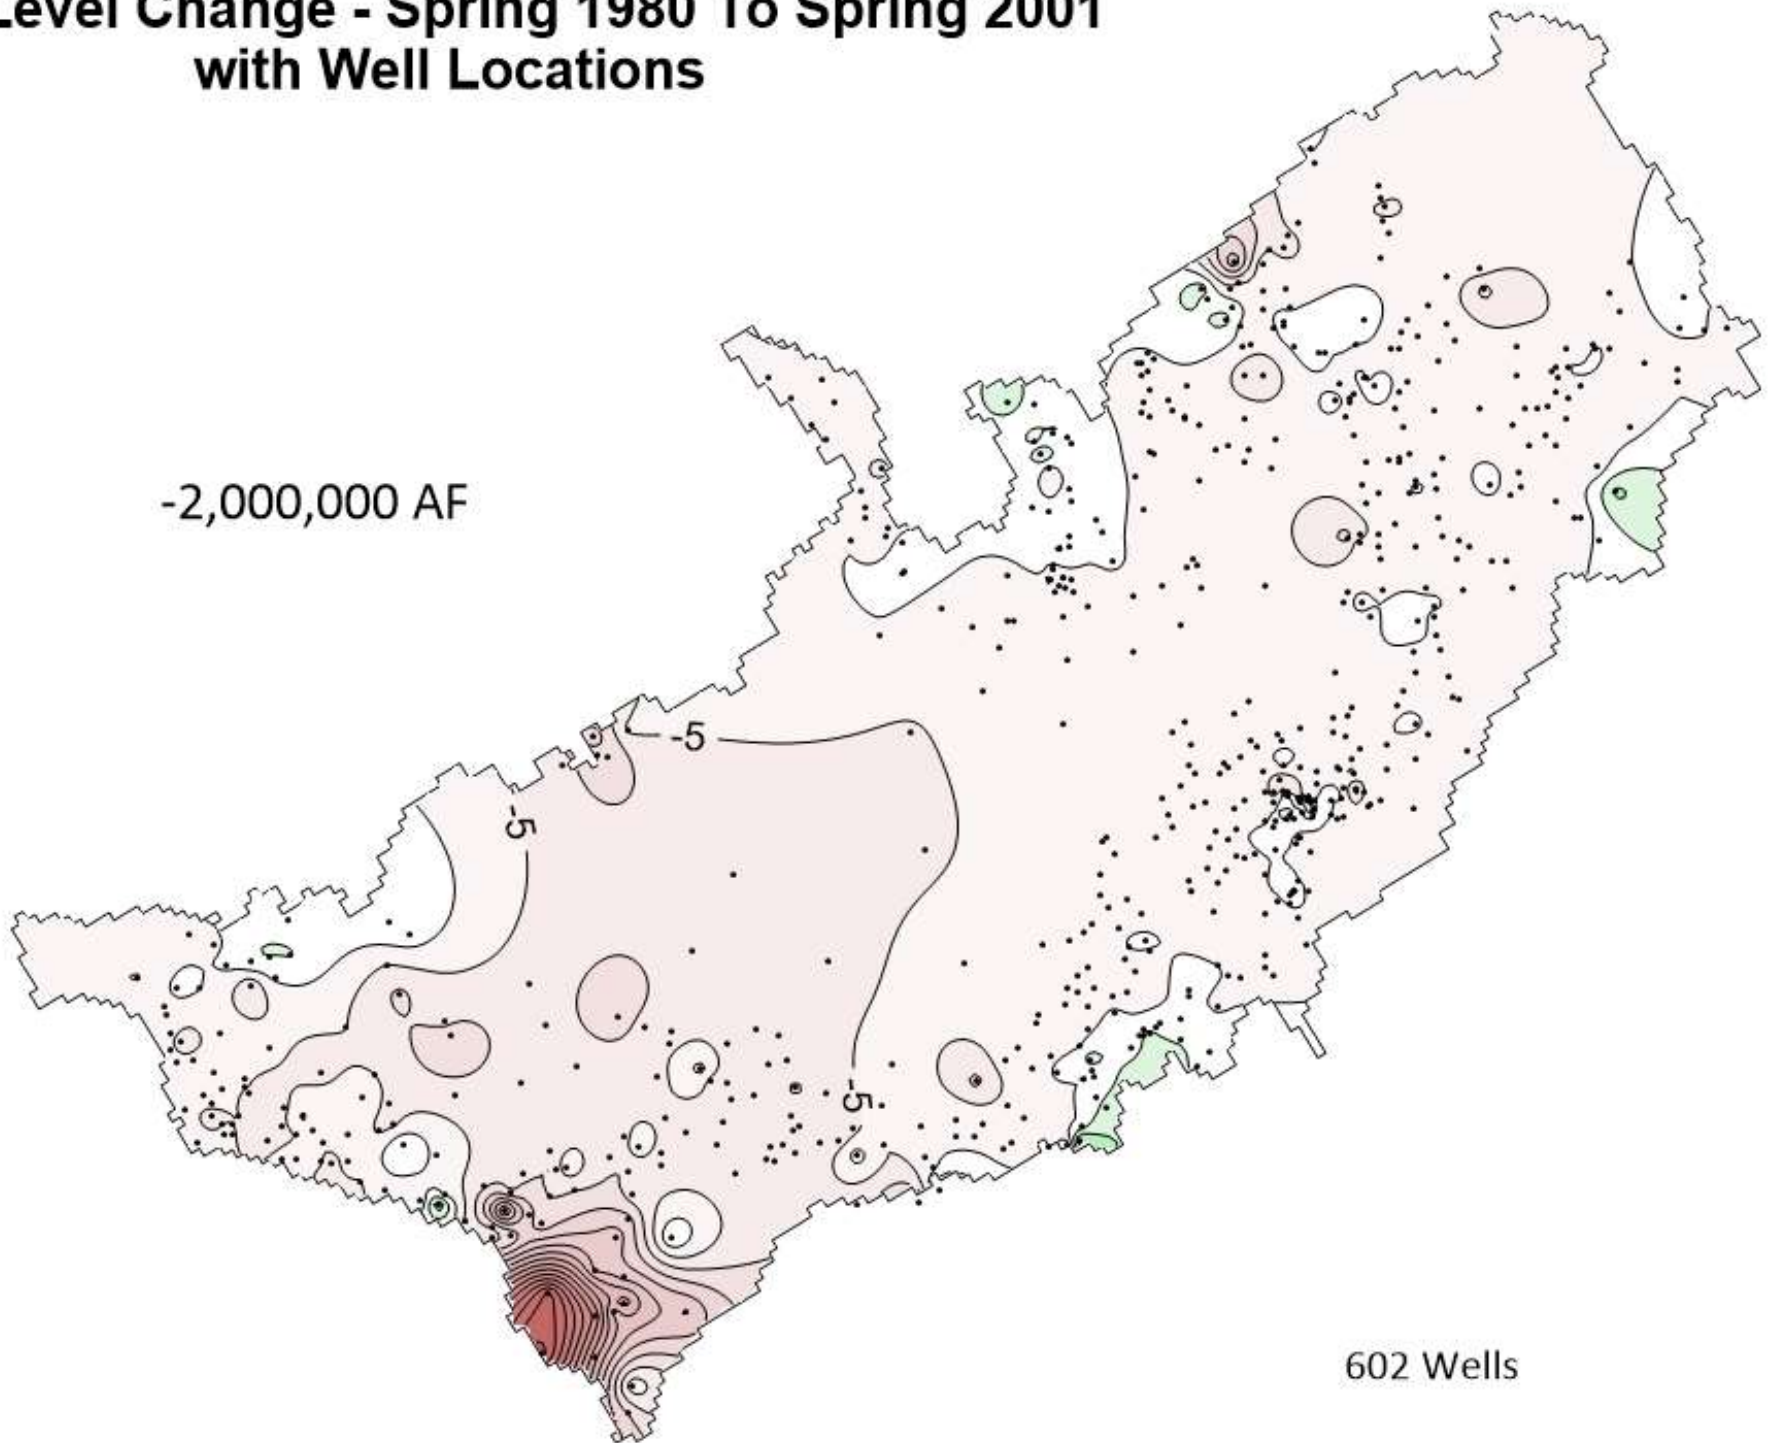 Level Change - Spring 1980 To Spring 2001
with Well Locations
-2,000,000 AF
-5
-5
-5
602 Wells